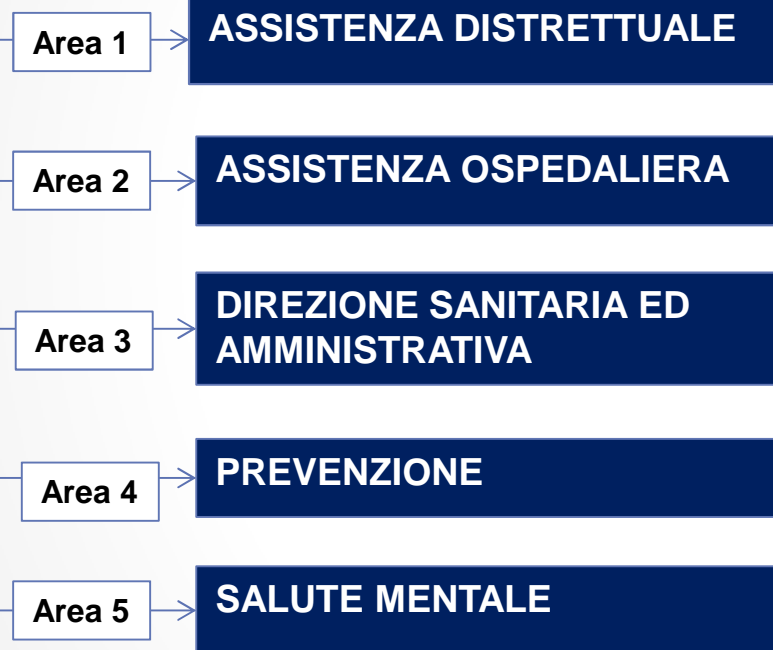 Area 1
ASSISTENZA DISTRETTUALE
Area 2
ASSISTENZA OSPEDALIERA
Area 3
DIREZIONE SANITARIA ED
AMMINISTRATIVA
Area 4
PREVENZIONE
Area 5
SALUTE MENTALE